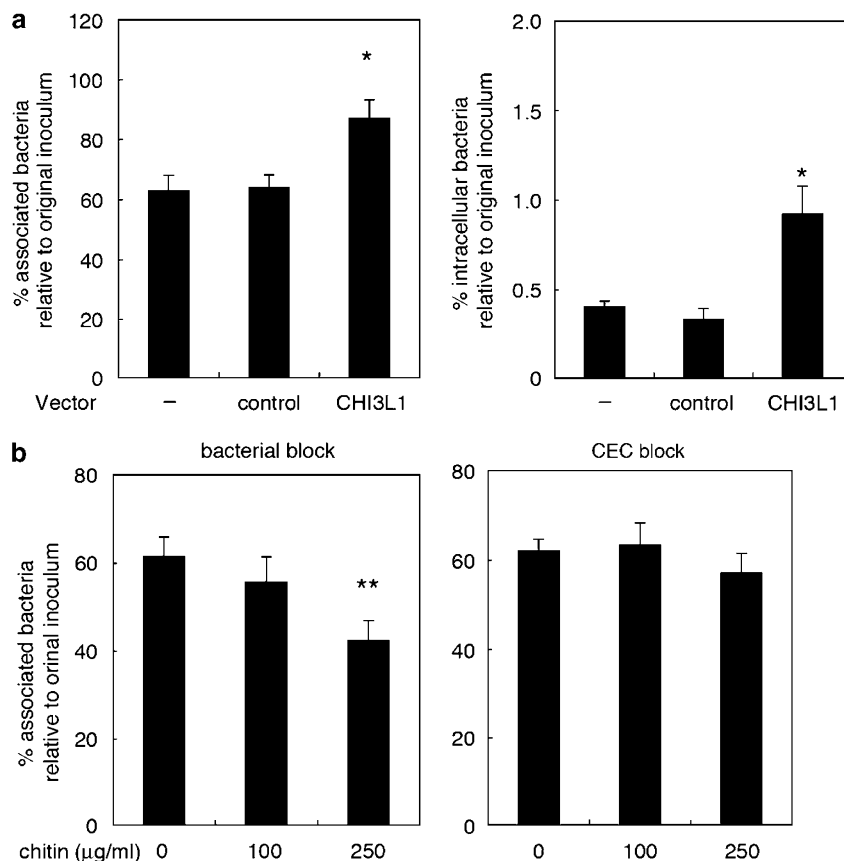 a
% associated bacteria
relative to original inoculum
120
100
80
60
40
20
0
*
Vector – control CHI3L1
% intracellular bacteria
relative to original inoculum
2.0
1.5
1.0
0.5
0
*
– control CHI3L1
b
bacterial block
% associated bacteria
relative to orinal inoculum
80
60
40
20
0
**
chitin (μg/ml) 0 100 250
CEC block
80
60
40
20
0
0 100 250